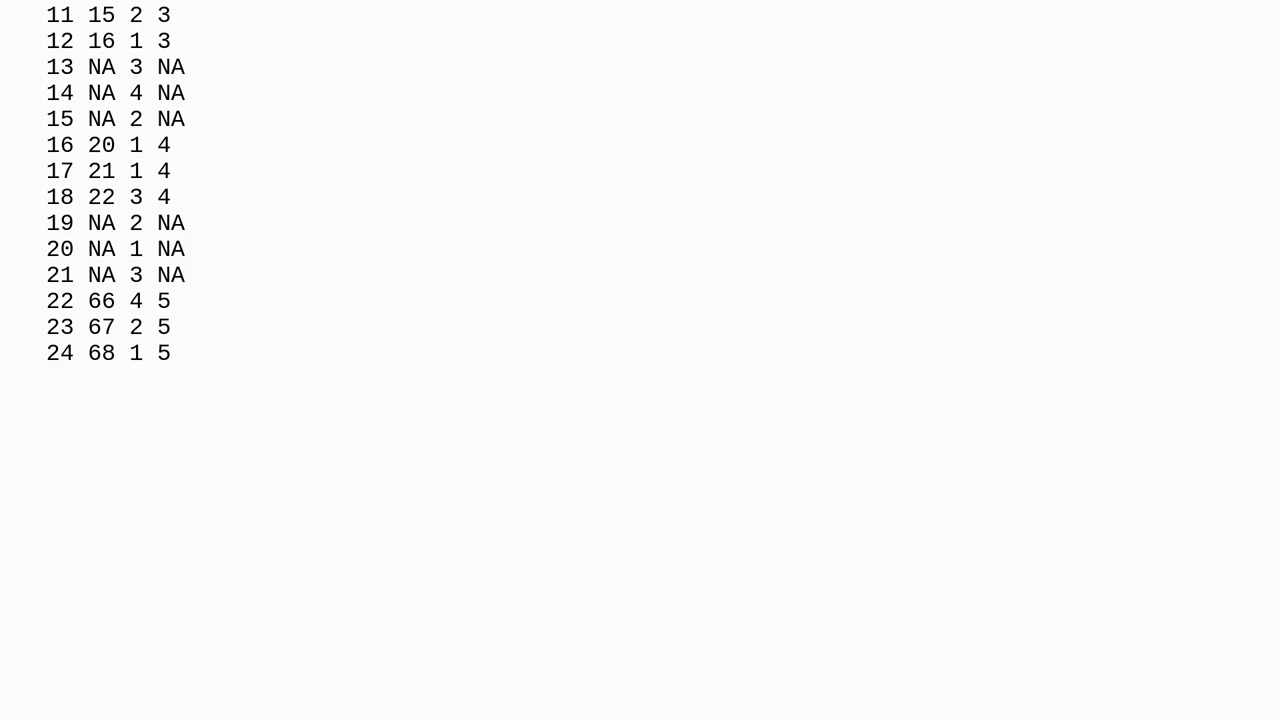 11 15 2 3
12 16 1 3
13 NA 3 NA
14 NA 4 NA
15 NA 2 NA
16 20 1 4
17 21 1 4
18 22 3 4
19 NA 2 NA
20 NA 1 NA
21 NA 3 NA
22 66 4 5
23 67 2 5
24 68 1 5